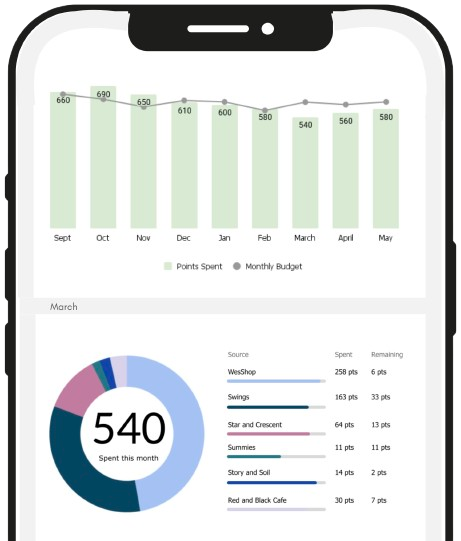 660
690
650
610
600
580
540
560
580
Sept Oct Nov Dec Jan Feb March April May
Points Spent Monthly Budget
March
Source Spent Remaining
WesShop 258 pts 6 pts
Swings 163 pts 33 pts
Star and Crescent 64 pts 13 pts
Summies 11 pts 11 pts
Story and Soil 14 pts 2 pts
Red and Black Cafe 30 pts 7 pts
540
Spent this month